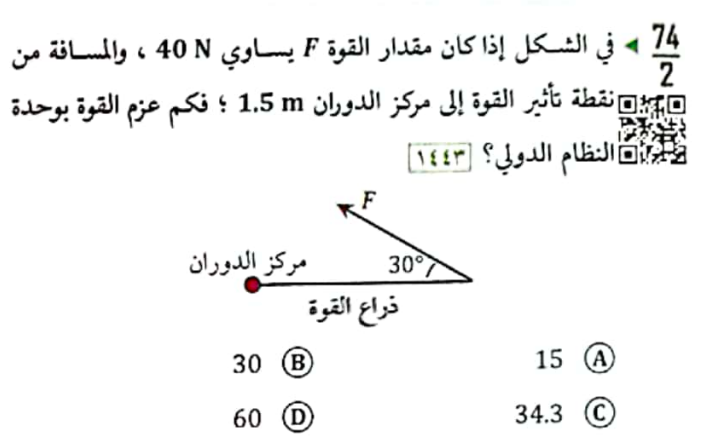 74/2 ◄ في الشكل إذا كان مقدار القوة F يساوي 40 N ، والمسافة من
نقطة تأثير القوة إلى مركز الدوران 1.5 m ؛ فكم عزم القوة بوحدة
النظام الدولي؟ ١٤٤٣
F
مركز الدوران 30°
ذراع القوة
15 A 30 B
34.3 C 60 D